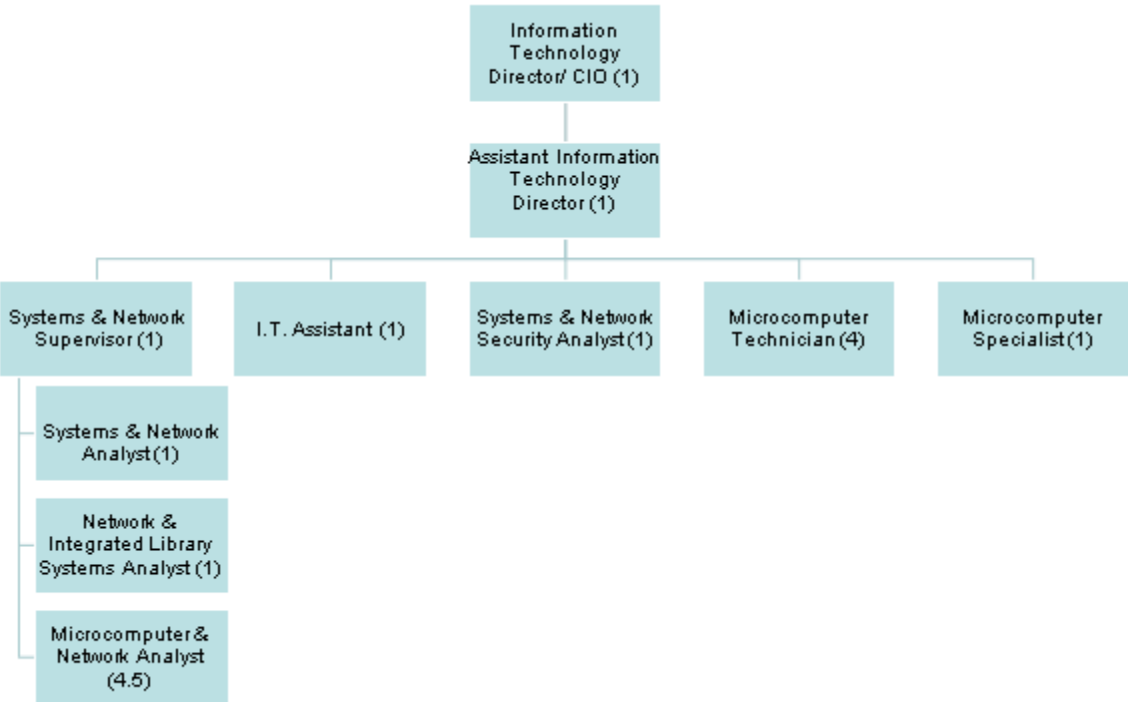 Information
Technology
Director/ CIO (1)
Assistant Information
Technology
Director (1)
Systems & Network
Supervisor (1)
I.T. Assistant (1)
Systems & Network
Security Analyst (1)
Microcomputer
Technician (4)
Microcomputer
Specialist (1)
Systems & Network
Analyst (1)
Network &
Integrated Library
Systems Analyst (1)
Microcomputer &
Network Analyst
(4.5)